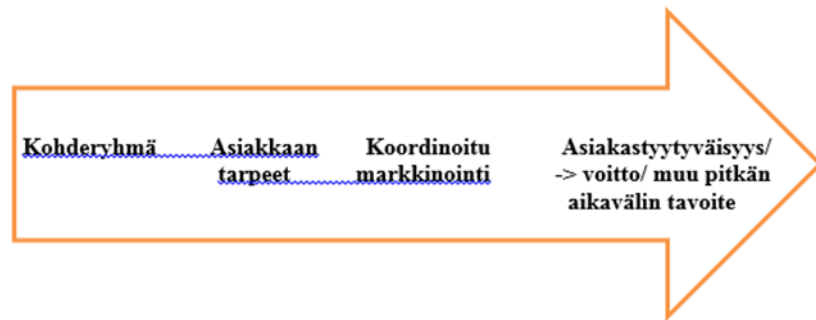 Kohderyhmä Asiakkaan Koordinoitu Asiakastyytyväisyys/
tarpeet markkinointi -> voitto/ muu pitkän
aikavälin tavoite